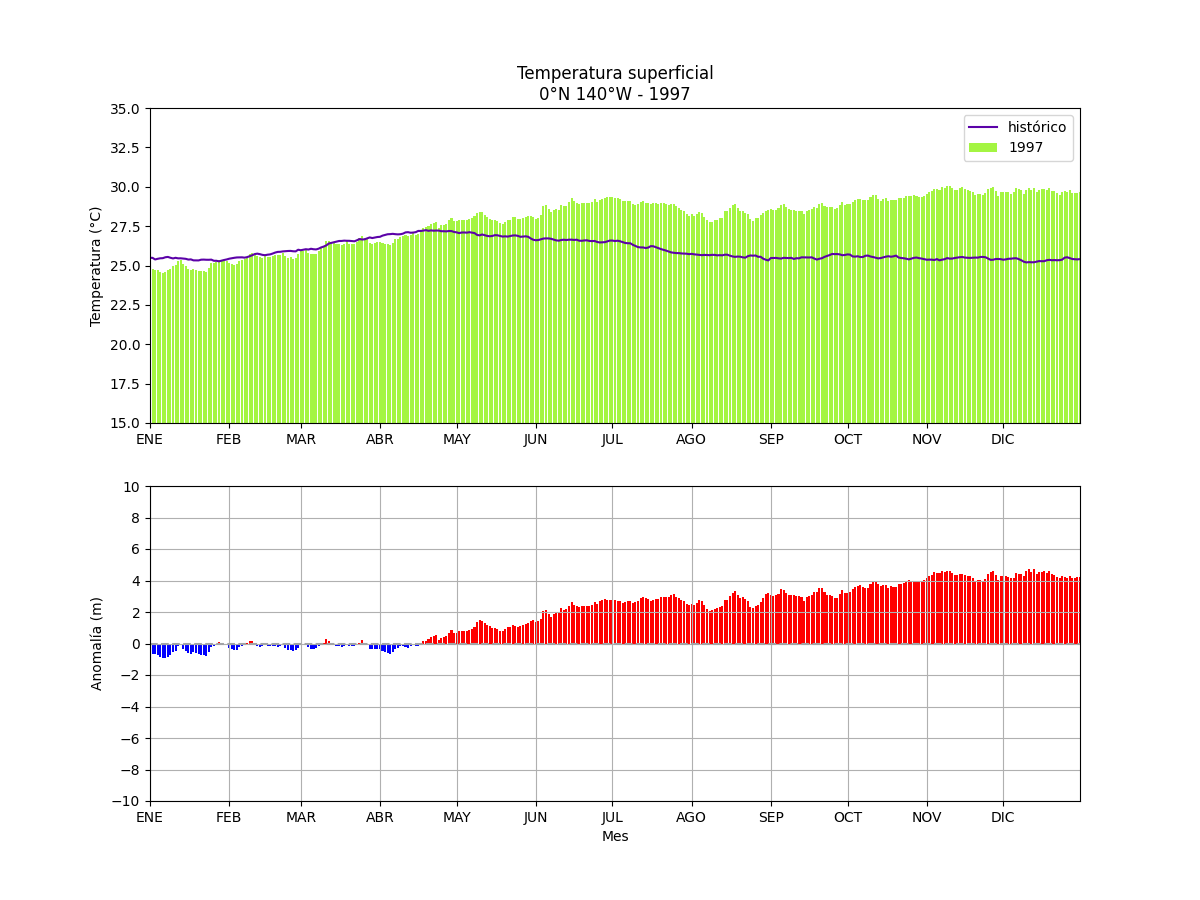 Temperatura superficial
0°N 140°W - 1997
35.0
32.5
30.0
27.5
25.0
22.5
20.0
17.5
15.0
Temperatura (°C)
histórico
1997
ENE FEB MAR ABR MAY JUN JUL AGO SEP OCT NOV DIC
10
8
6
4
2
0
−2
−4
−6
−8
−10
Anomalía (m)
ENE FEB MAR ABR MAY JUN JUL AGO SEP OCT NOV DIC
Mes